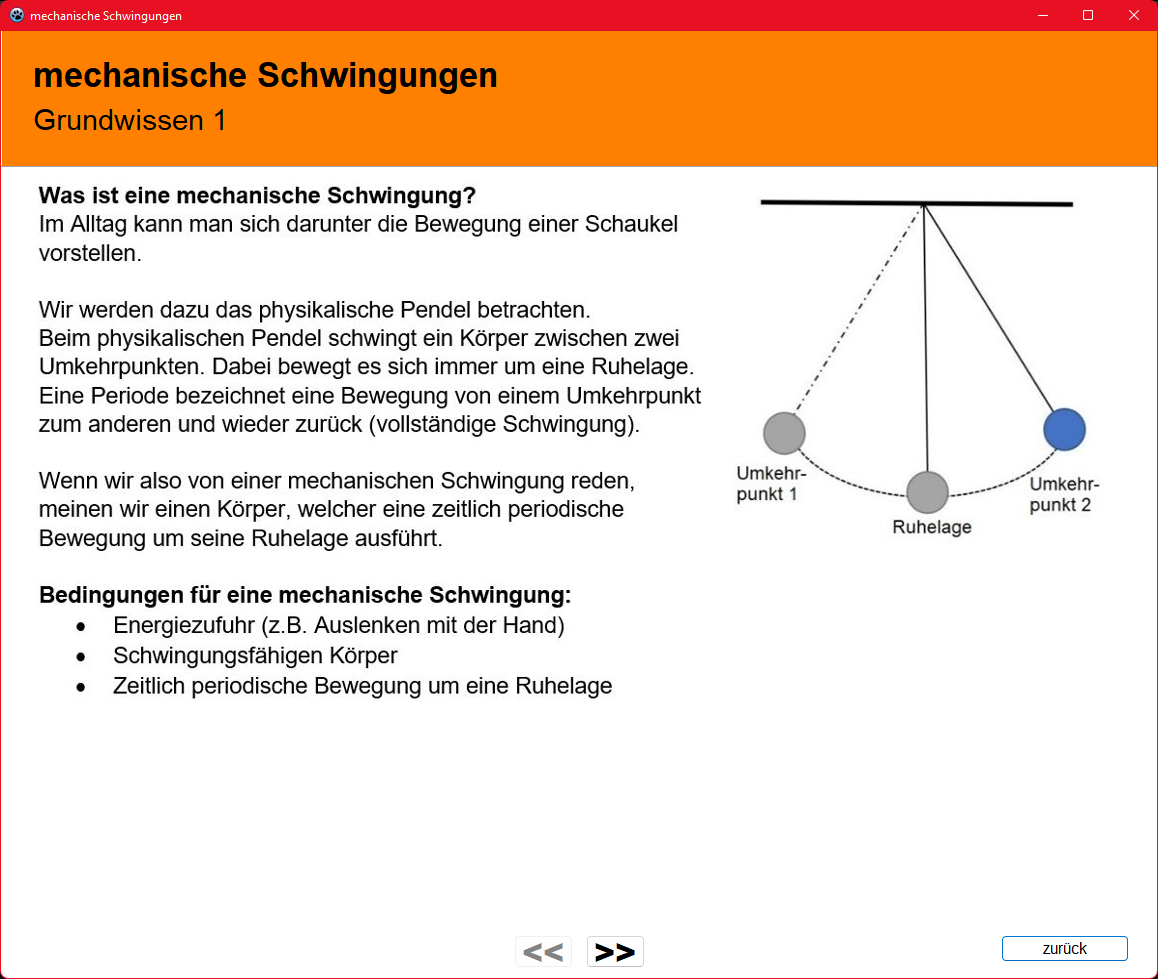 mechanische Schwingungen
mechanische Schwingungen
Grundwissen 1
Was ist eine mechanische Schwingung?
Im Alltag kann man sich darunter die Bewegung einer Schaukel
vorstellen.
Wir werden dazu das physikalische Pendel betrachten.
Beim physikalischen Pendel schwingt ein Körper zwischen zwei
Umkehrpunkten. Dabei bewegt es sich immer um eine Ruhelage.
Eine Periode bezeichnet eine Bewegung von einem Umkehrpunkt
zum anderen und wieder zurück (vollständige Schwingung).
Wenn wir also von einer mechanischen Schwingung reden,
meinen wir einen Körper, welcher eine zeitlich periodische
Bewegung um seine Ruhelage ausführt.
Bedingungen für eine mechanische Schwingung:
• Energiezufuhr (z.B. Auslenken mit der Hand)
• Schwingungsfähigen Körper
• Zeitlich periodische Bewegung um eine Ruhelage
Umkehr-
punkt 1
Ruhelage
Umkehr-
punkt 2
<< >>
zurück